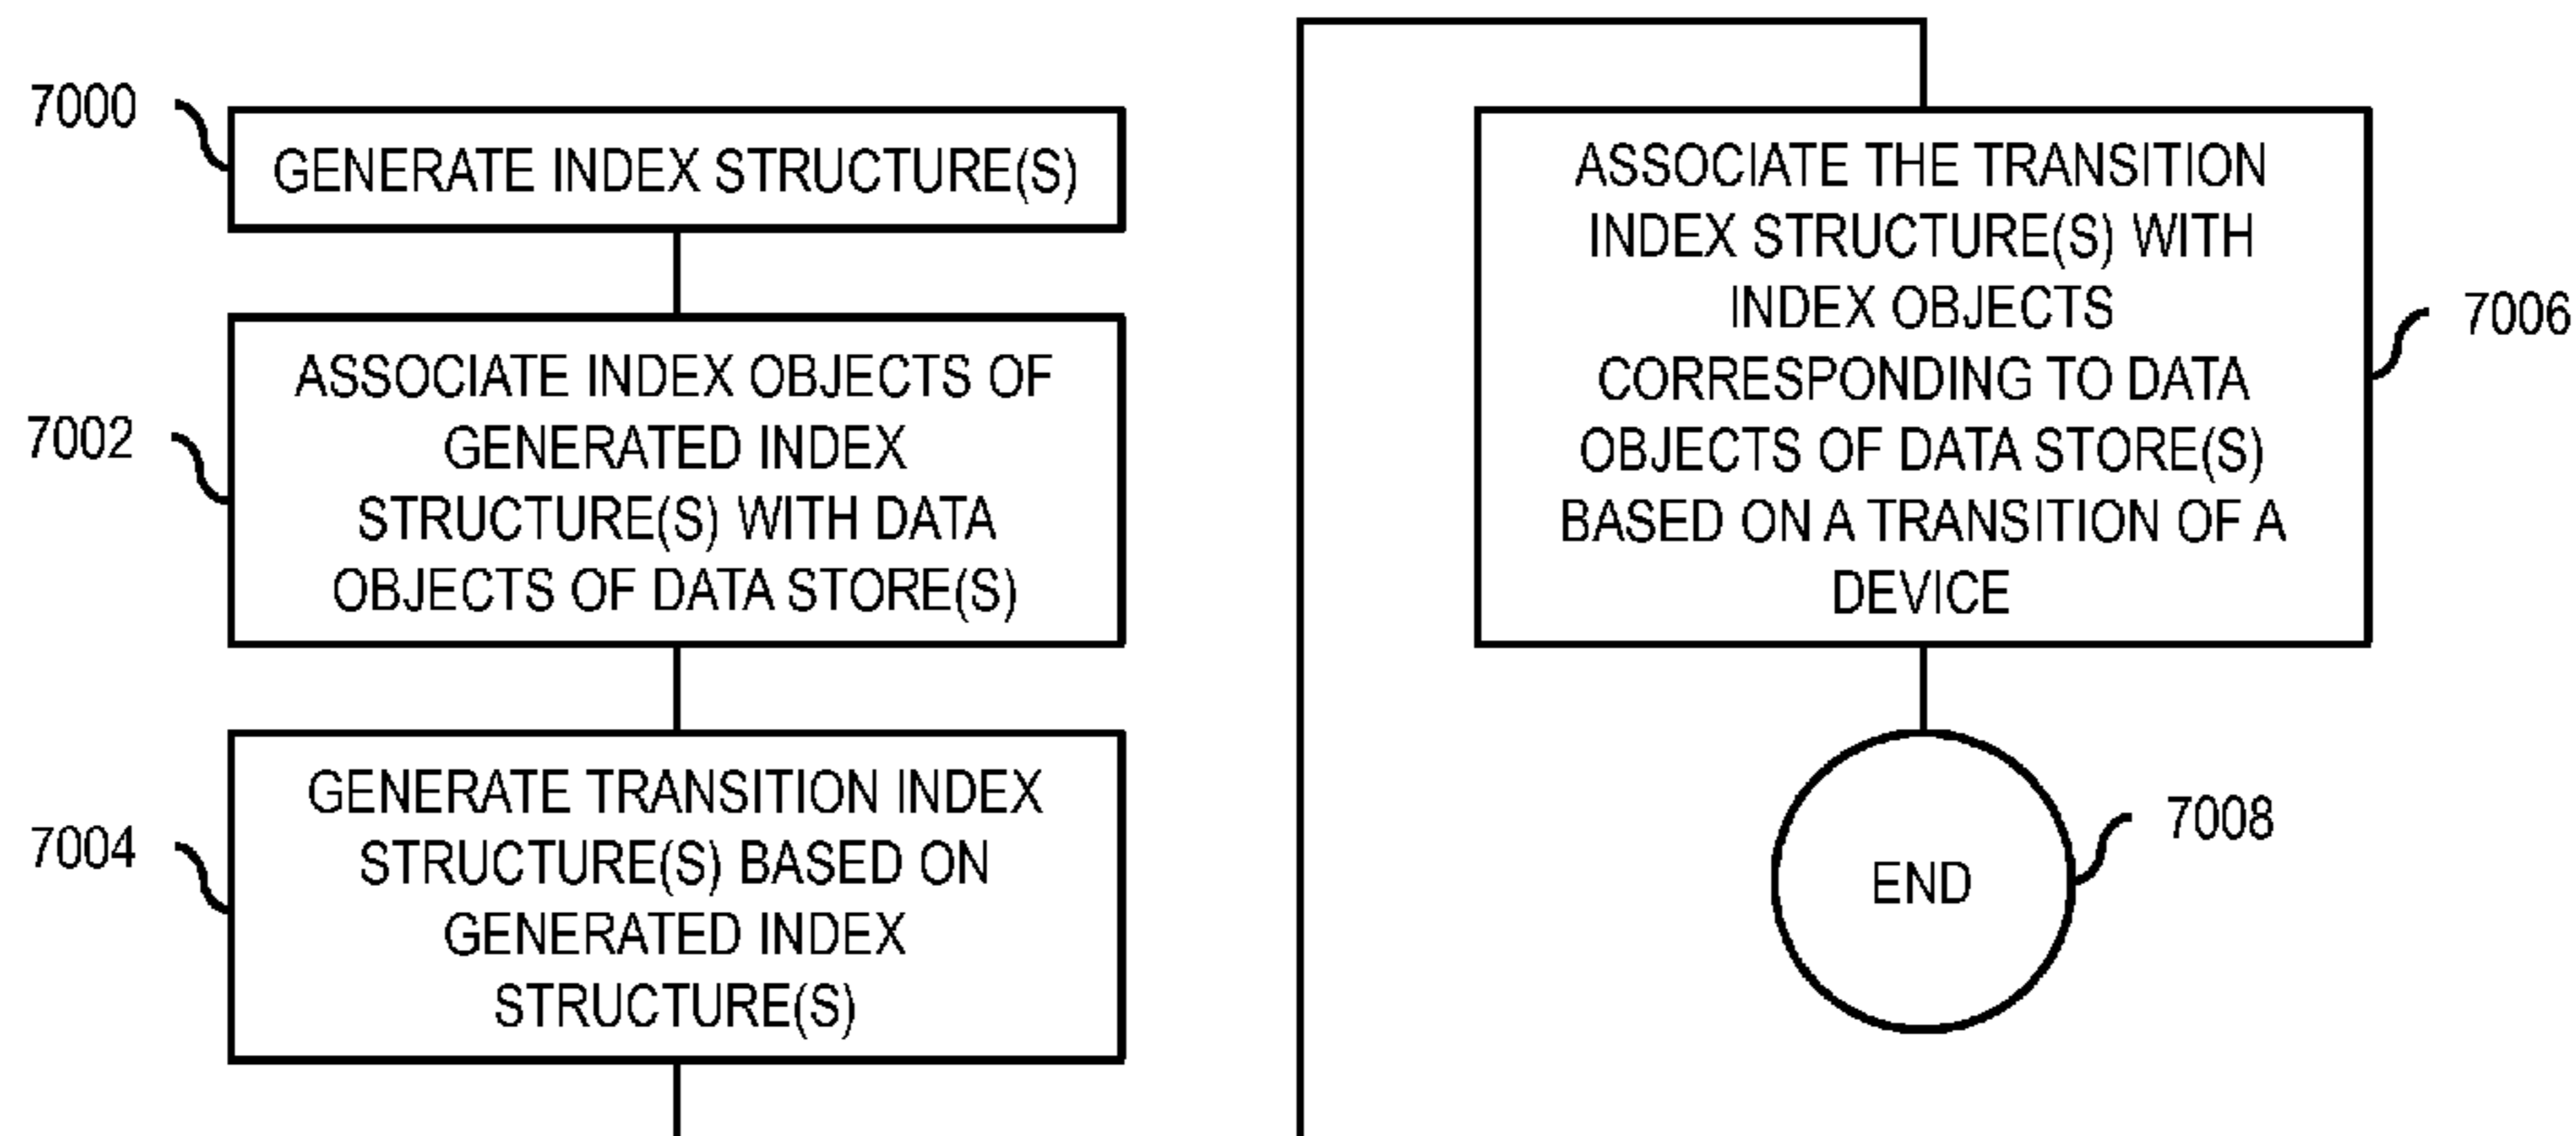 7000
GENERATE INDEX STRUCTURE(S)
7002
ASSOCIATE INDEX OBJECTS OF
GENERATED INDEX
STRUCTURE(S) WITH DATA
OBJECTS OF DATA STORE(S)
7004
GENERATE TRANSITION INDEX
STRUCTURE(S) BASED ON
GENERATED INDEX
STRUCTURE(S)
ASSOCIATE THE TRANSITION
INDEX STRUCTURE(S) WITH
INDEX OBJECTS
CORRESPONDING TO DATA
OBJECTS OF DATA STORE(S)
BASED ON A TRANSITION OF A
DEVICE
7006
END
7008